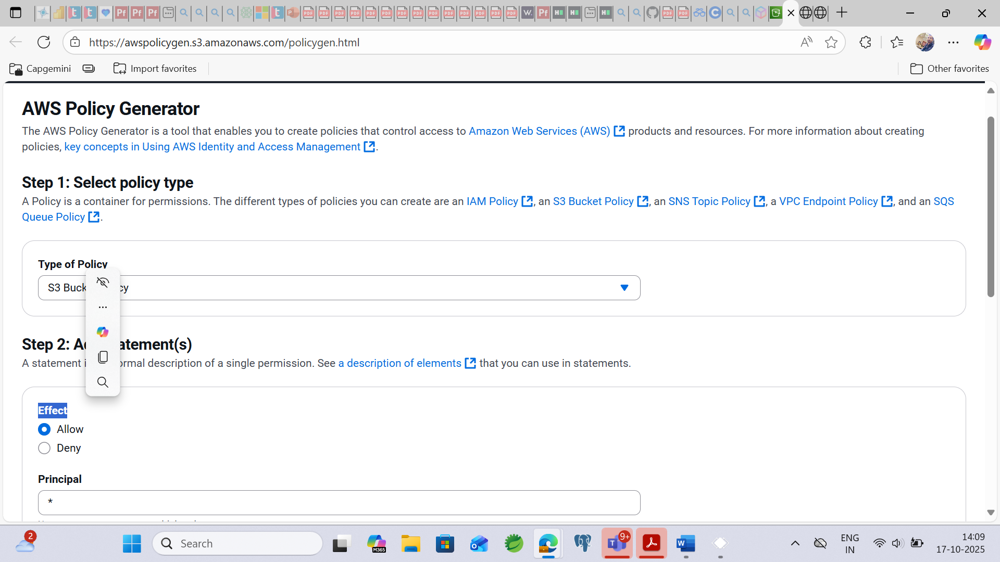 https://awspolicygen.s3.amazonaws.com/policygen.html
Capgemini
Import favorites
Other favorites
AWS Policy Generator
The AWS Policy Generator is a tool that enables you to create policies that control access to Amazon Web Services (AWS) products and resources. For more information about creating
policies, key concepts in Using AWS Identity and Access Management .
Step 1: Select policy type
A Policy is a container for permissions. The different types of policies you can create are an IAM Policy , an S3 Bucket Policy , an SNS Topic Policy , a VPC Endpoint Policy , and an SQS
Queue Policy .
Type of Policy
S3 Buck cy
Step 2: A atement(s)
A statement ormal description of a single permission. See a description of elements that you can use in statements.
Effect
Allow
Deny
Principal
*
2
Search
M365
9+
ENG
IN
14:09
17-10-2025